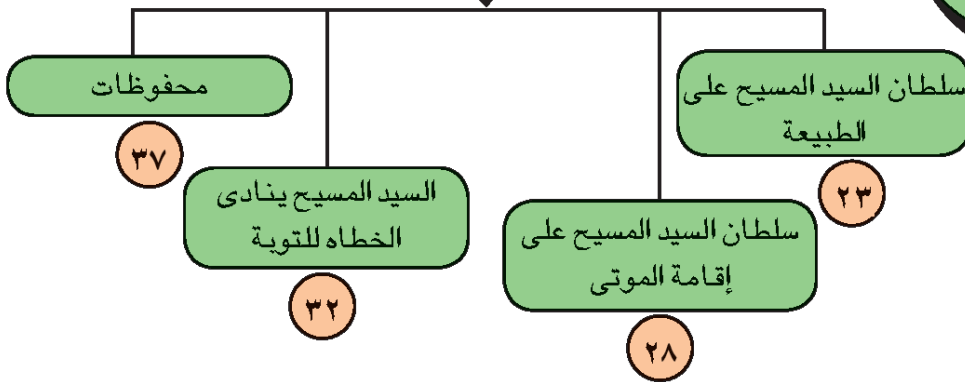 سلطان السيد المسيح على
الطبيعة
٢٣
سلطان السيد المسيح على
إقامة الموتى
٢٨
السيد المسيح ينادى
الخطاه للتوبة
٣٢
محفوظات
٣٧